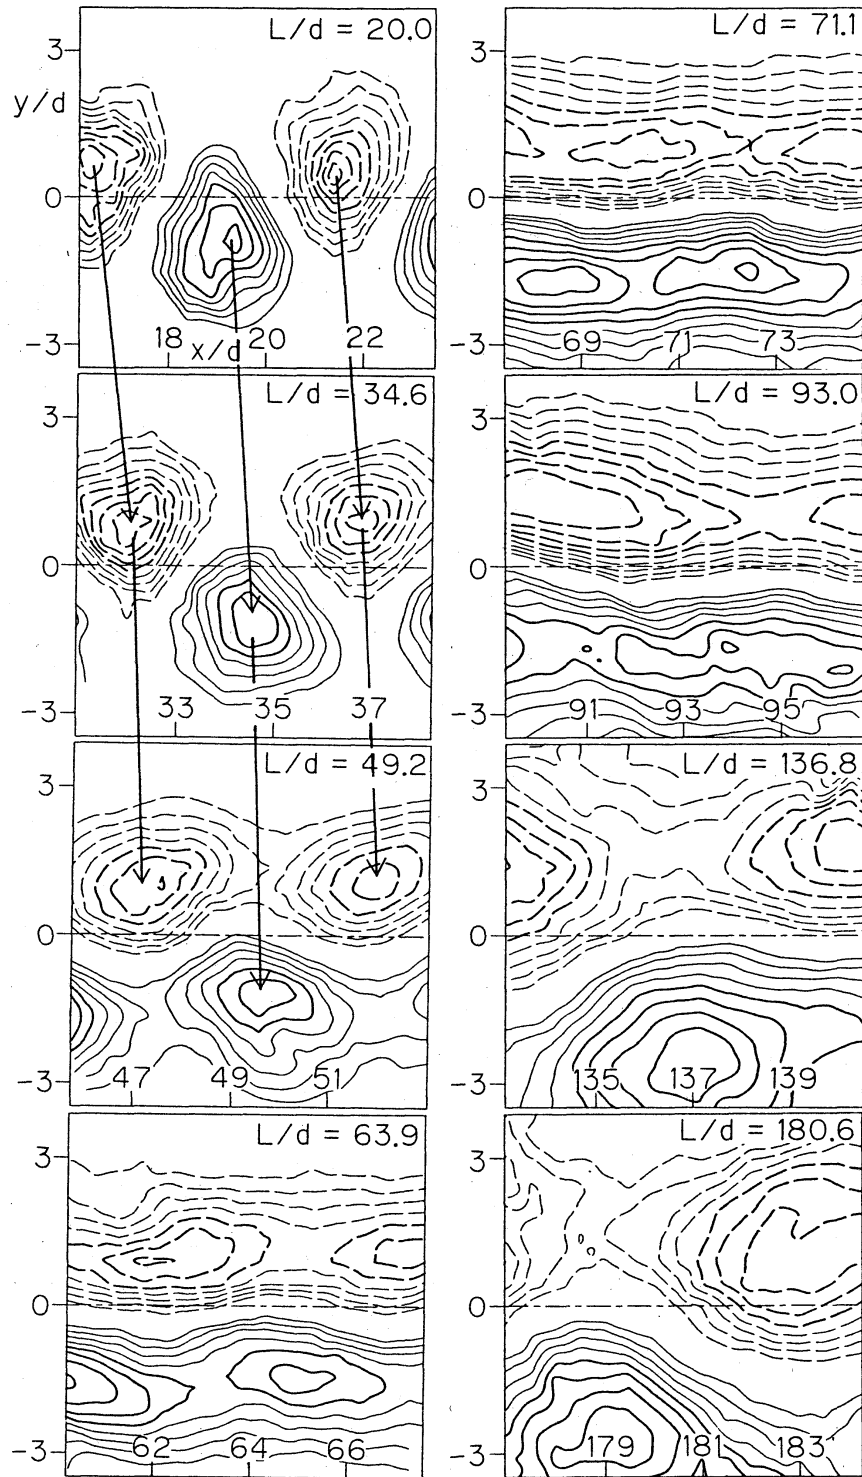 L/d = 20.0
3
y/d
0
-3
18 20 22
x/d
L/d = 34.6
3
0
-3
33 35 37
L/d = 49.2
3
0
-3
47 49 51
L/d = 63.9
3
0
-3
62 64 66
L/d = 71.1
3
0
-3
69 71 73
L/d = 93.0
3
0
-3
91 93 95
L/d = 136.8
3
0
-3
135 137 139
L/d = 180.6
3
0
-3
179 181 183